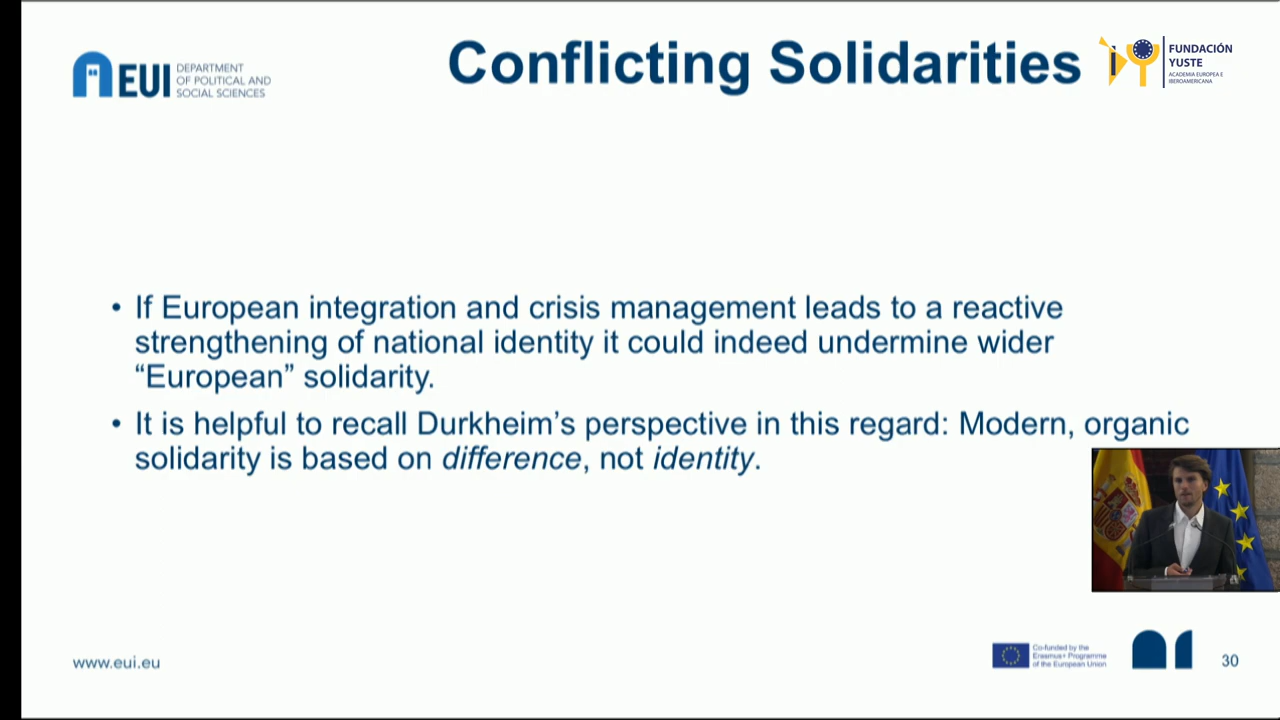 Conflicting Solidarities
EUI
DEPARTMENT
OF POLITICAL AND
SOCIAL SCIENCES
FUNDACIÓN
YUSTE
ACADEMIA EUROPEA E
IBEROAMERICANA
• If European integration and crisis management leads to a reactive
strengthening of national identity it could indeed undermine wider
“European” solidarity.
• It is helpful to recall Durkheim’s perspective in this regard: Modern, organic
solidarity is based on difference, not identity.
www.eui.eu
Co-funded by the
Erasmus+ Programme
of the European Union
30